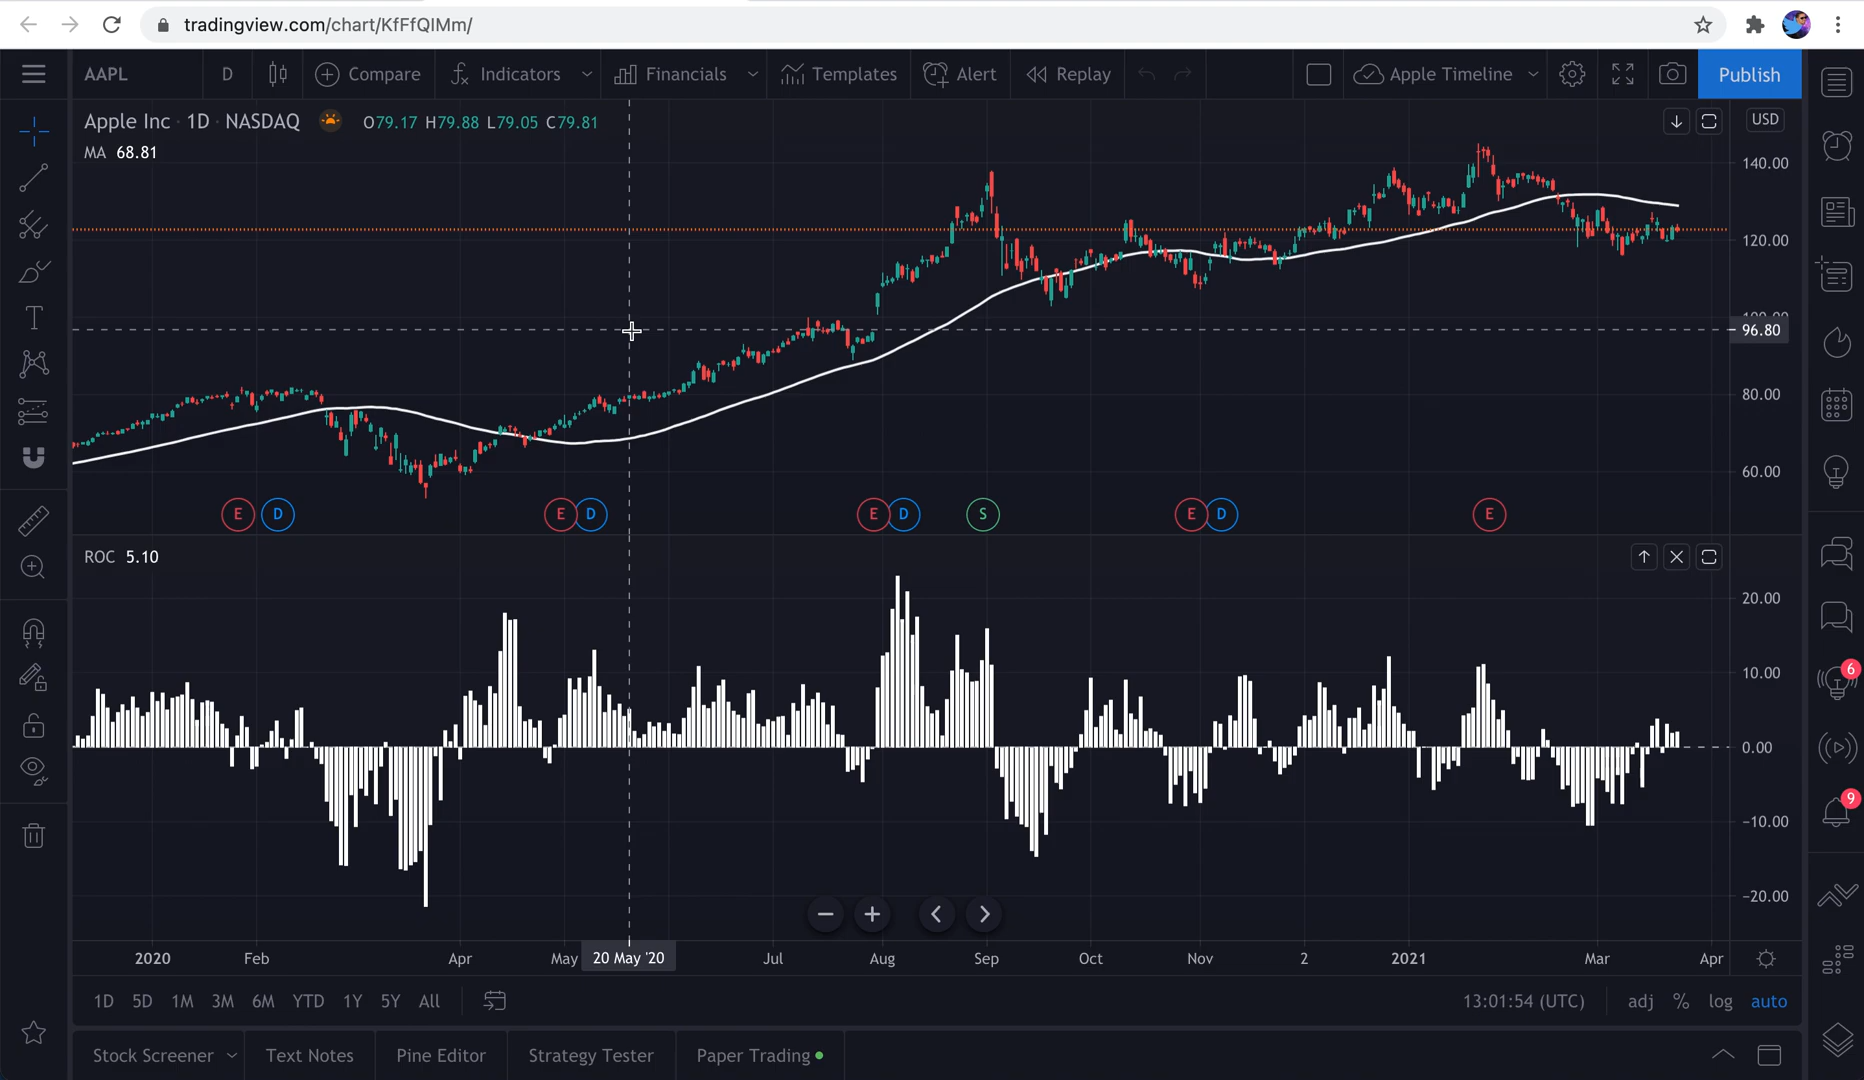 tradingview.com/chart/KfFfQIMm/
AAPL D Compare Indicators Financials Templates Alert Replay Apple Timeline Publish
Apple Inc · 1D · NASDAQ O79.17 H79.88 L79.05 C79.81 USD
MA 68.81
140.00
120.00
100.00
96.80
80.00
60.00
E D E D E D S E D E
ROC 5.10
20.00
10.00
0.00
−10.00
−20.00
6
9
2020 Feb Apr May 20 May '20 Jul Aug Sep Oct Nov 2 2021 Mar Apr
1D 5D 1M 3M 6M YTD 1Y 5Y All 13:01:54 (UTC) adj % log auto
Stock Screener Text Notes Pine Editor Strategy Tester Paper Trading